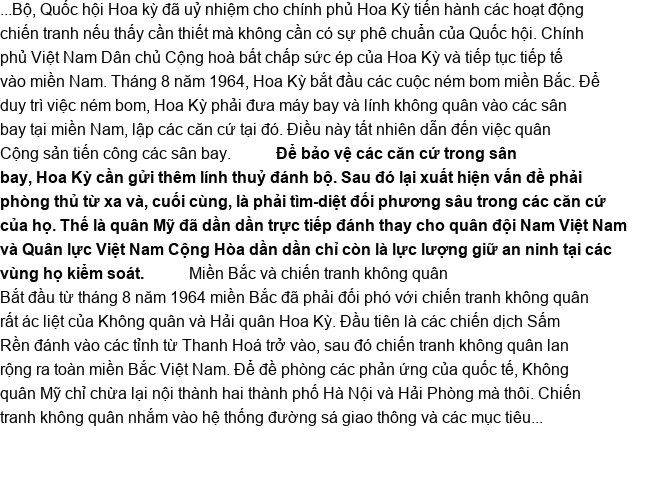 ...Bộ, Quốc hội Hoa kỳ đã uỷ nhiệm cho chính phủ Hoa Kỳ tiến hành các hoạt động
chiến tranh nếu thấy cần thiết mà không cần có sự phê chuẩn của Quốc hội. Chính
phủ Việt Nam Dân chủ Cộng hoà bất chấp sức ép của Hoa Kỳ và tiếp tục tiếp tế
vào miền Nam. Tháng 8 năm 1964, Hoa Kỳ bắt đầu các cuộc ném bom miền Bắc. Để
duy trì việc ném bom, Hoa Kỳ phải đưa máy bay và lính không quân vào các sân
bay tại miền Nam, lập các căn cứ tại đó. Điều này tất nhiên dẫn đến việc quân
Cộng sản tiến công các sân bay. Để bảo vệ các căn cứ trong sân
bay, Hoa Kỳ cần gửi thêm lính thuỷ đánh bộ. Sau đó lại xuất hiện vấn đề phải
phòng thủ từ xa và, cuối cùng, là phải tìm-diệt đối phương sâu trong các căn cứ
của họ. Thế là quân Mỹ đã dần dần trực tiếp đánh thay cho quân đội Nam Việt Nam
và Quân lực Việt Nam Cộng Hòa dần dần chỉ còn là lực lượng giữ an ninh tại các
vùng họ kiểm soát. Miền Bắc và chiến tranh không quân
Bắt đầu từ tháng 8 năm 1964 miền Bắc đã phải đối phó với chiến tranh không quân
rất ác liệt của Không quân và Hải quân Hoa Kỳ. Đầu tiên là các chiến dịch Sấm
Rền đánh vào các tỉnh từ Thanh Hoá trở vào, sau đó chiến tranh không quân lan
rộng ra toàn miền Bắc Việt Nam. Để đề phòng các phản ứng của quốc tế, Không
quân Mỹ chỉ chừa lại nội thành hai thành phố Hà Nội và Hải Phòng mà thôi. Chiến
tranh không quân nhắm vào hệ thống đường sá giao thông và các mục tiêu...